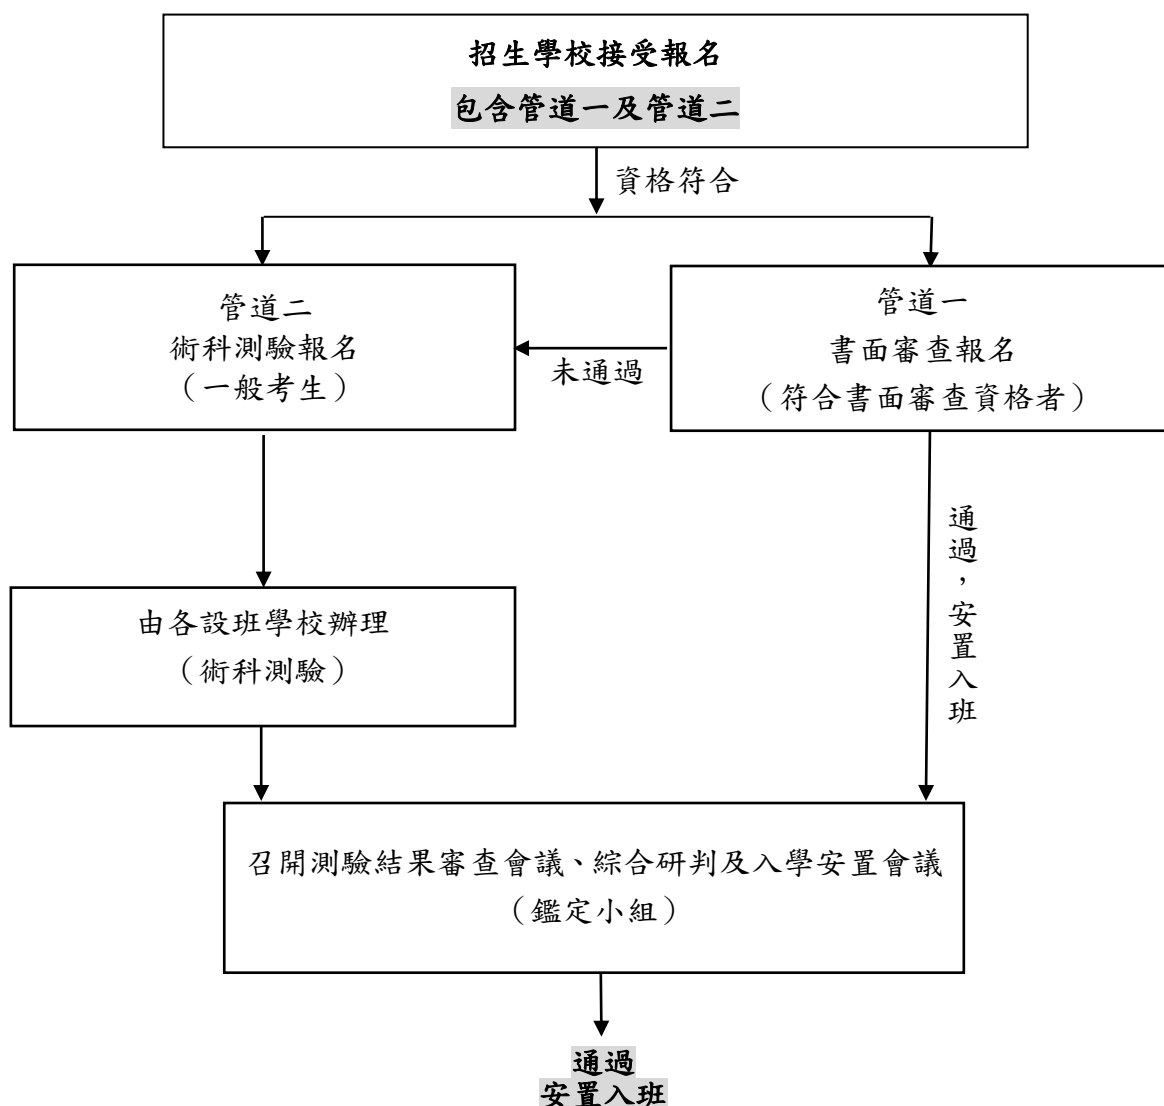 招生學校接受報名
包含管道一及管道二
資格符合
管道二
術科測驗報名
（一般考生）
未通過
管道一
書面審查報名
（符合書面審查資格者）
通過，安置入班
由各設班學校辦理
（術科測驗）
召開測驗結果審查會議、綜合研判及入學安置會議
（鑑定小組）
通過
安置入班